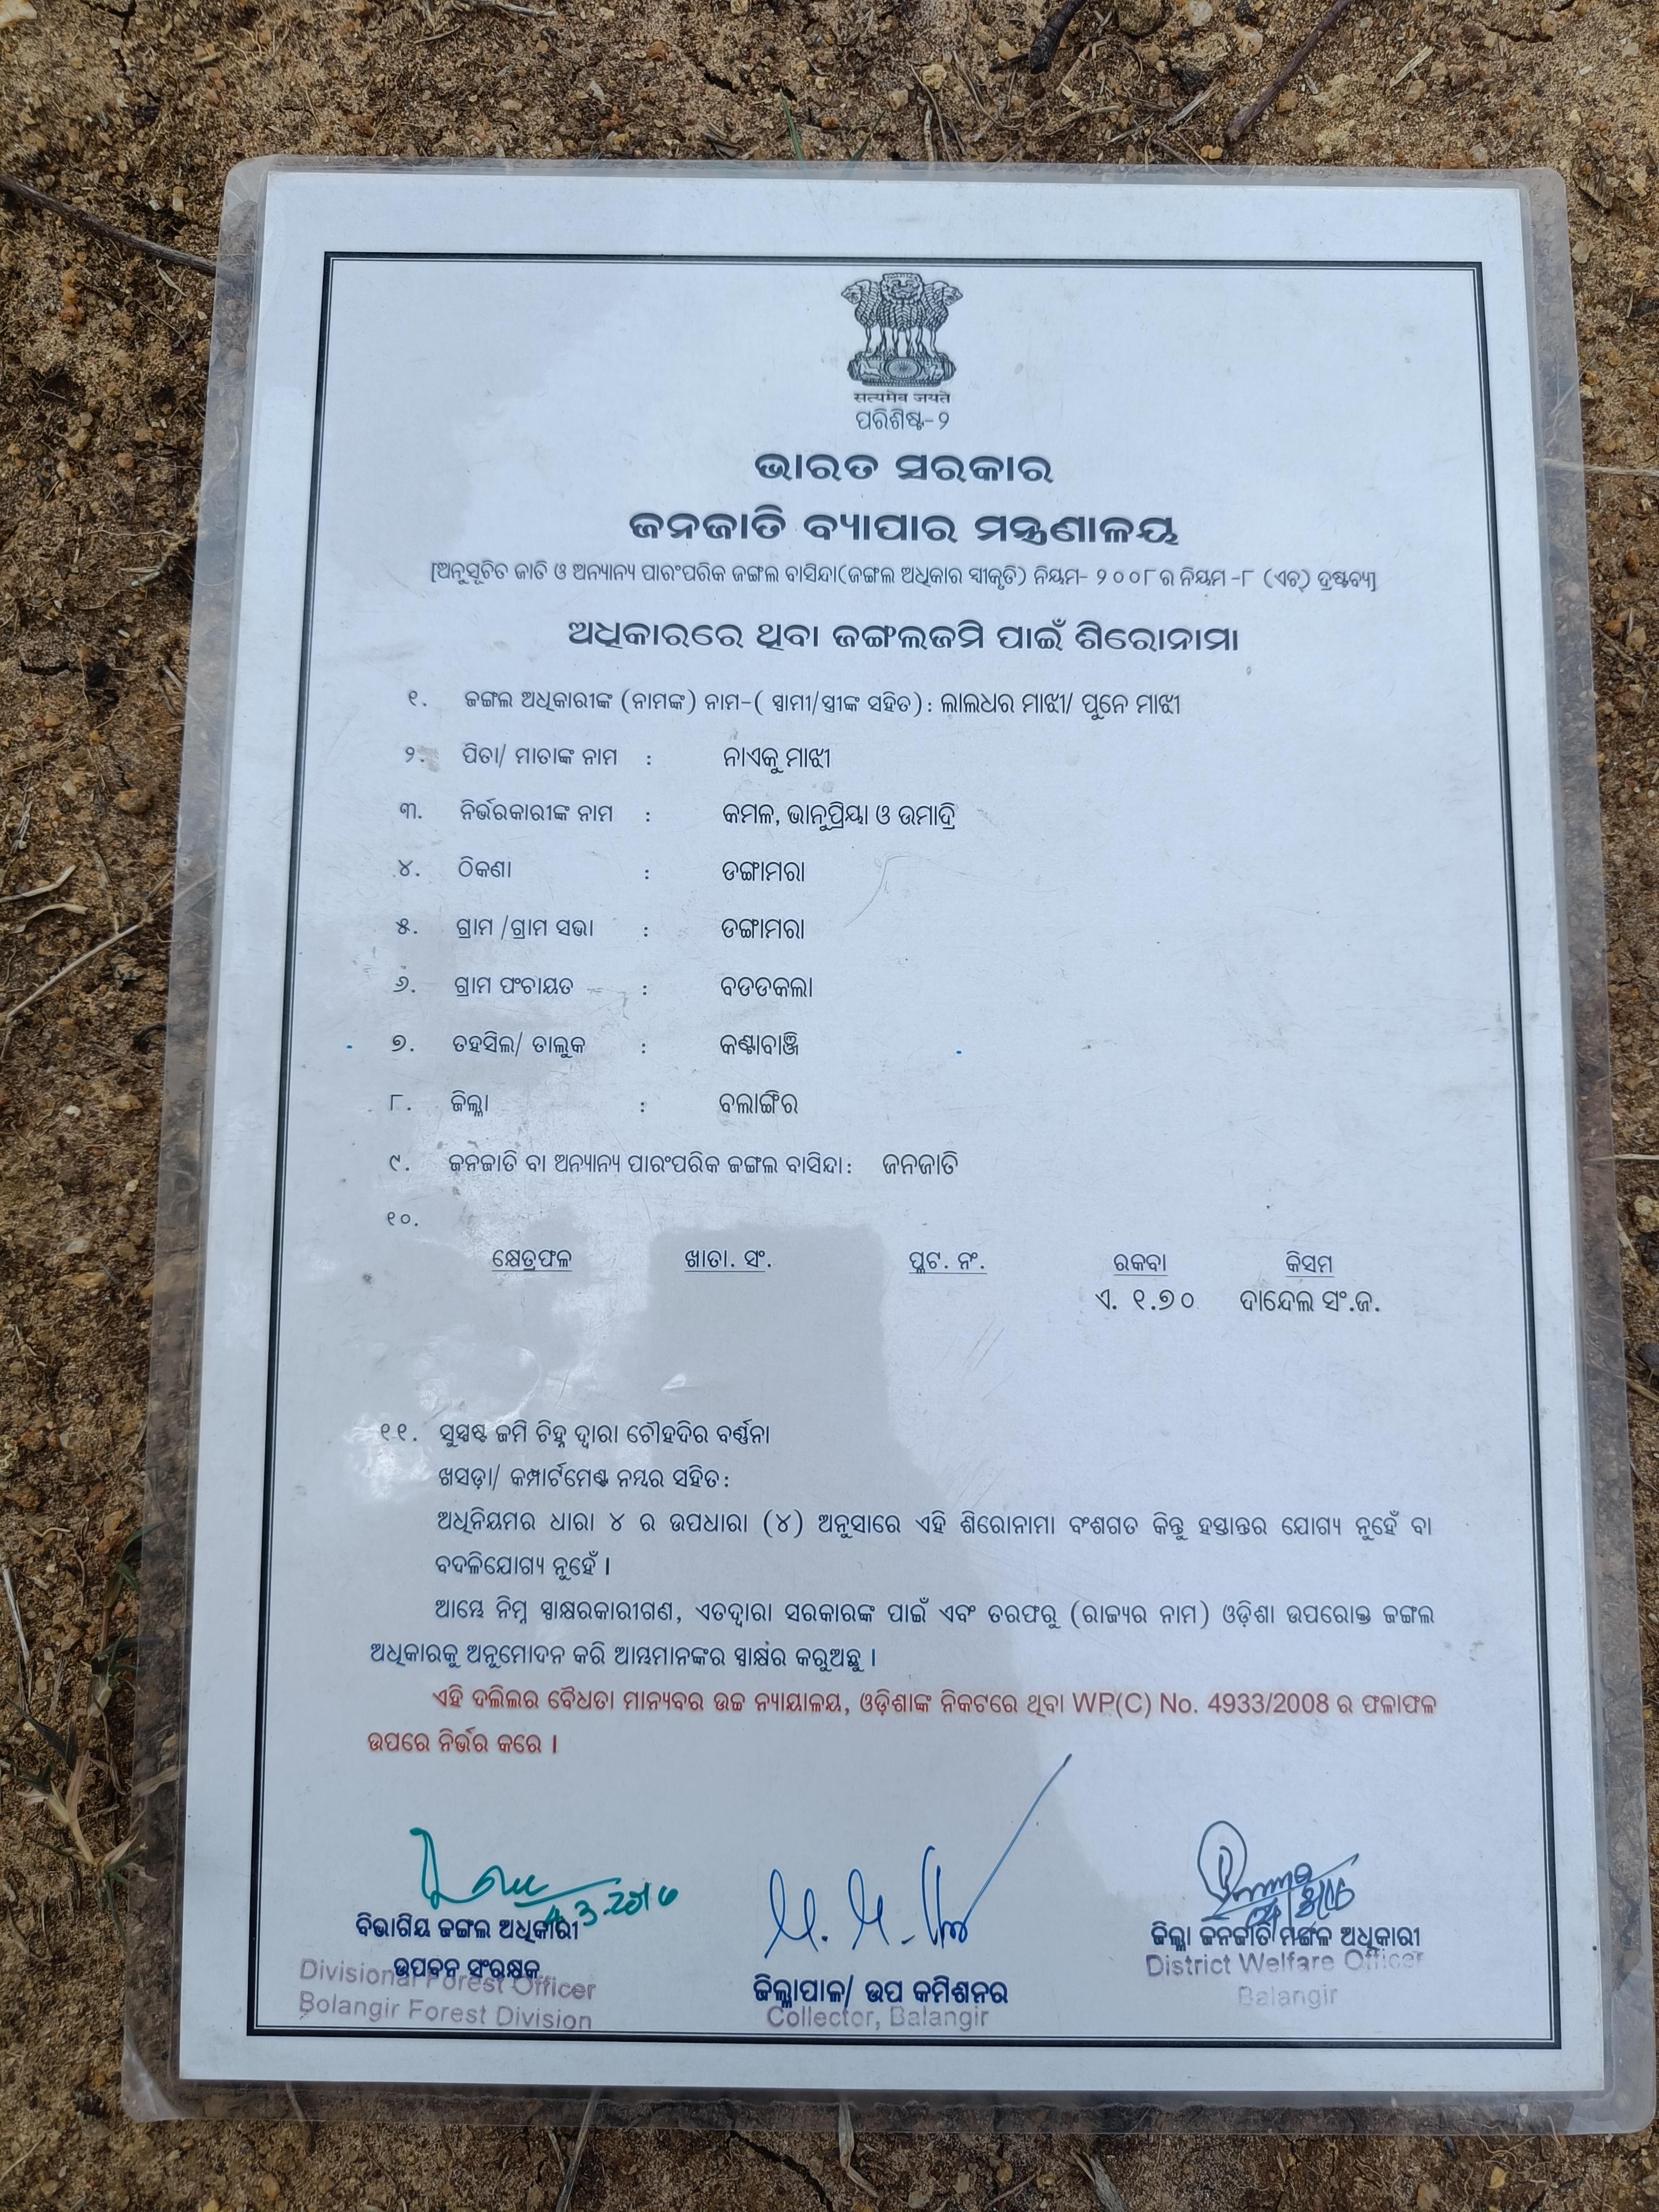 सत्यमेव जयते
ପରିଶିଷ୍ଟ-୨
ଭାରତ ସରକାର
ଜନଜାତି ବ୍ୟାପାର ମନ୍ତ୍ରଣାଳୟ
[ଅନୁସୂଚିତ ଜାତି ଓ ଅନ୍ୟାନ୍ୟ ପାରଂପରିକ ଜଙ୍ଗଲ ବାସିନ୍ଦା(ଜଙ୍ଗଲ ଅଧିକାର ସ୍ୱୀକୃତି) ନିୟମ- ୨୦୦୮ ର ନିୟମ -୮ (ଏଚ) ଦ୍ରଷ୍ଟବ୍ୟ]
ଅଧିକାରରେ ଥିବା ଜଙ୍ଗଲଜମି ପାଇଁ ଶିରୋନାମା
୧. ଜଙ୍ଗଲ ଅଧିକାରୀଙ୍କ (ନାମଙ୍କ) ନାମ-( ସ୍ୱାମୀ/ସ୍ତ୍ରୀଙ୍କ ସହିତ): ଲାଲଧର ମାଝୀ/ ପୁନେ ମାଝୀ
୨. ପିତା/ ମାତାଙ୍କ ନାମ : ନାଏକୁ ମାଝୀ
୩. ନିର୍ଭରକାରୀଙ୍କ ନାମ : କମଳ, ଭାନୁପ୍ରିୟା ଓ ଉମାଦ୍ରି
୪. ଠିକଣା : ଡଙ୍ଗାମରା
୫. ଗ୍ରାମ /ଗ୍ରାମ ସଭା : ଡଙ୍ଗାମରା
୬. ଗ୍ରାମ ପଂଚାୟତ : ବଡଡକଲା
୭. ତହସିଲ/ ତାଲୁକ : କଣ୍ଟାବାଞ୍ଜି
୮. ଜିଲ୍ଲା : ବଲାଙ୍ଗିର
୯. ଜନଜାତି ବା ଅନ୍ୟାନ୍ୟ ପାରଂପରିକ ଜଙ୍ଗଲ ବାସିନ୍ଦା: ଜନଜାତି
୧୦.
କ୍ଷେତ୍ରଫଳ ଖାତା. ସଂ. ପ୍ଲଟ. ନଂ. ରକବା କିସମ
ଏ. ୧.୭୦ ଦାନ୍ଦେଲ ସଂ.ଜ.
୧୧. ସୁସ୍ପଷ୍ଟ ଜମି ଚିହ୍ନ ଦ୍ୱାରା ଚୌହଦିର ବର୍ଣ୍ଣନା
ଖସଡ଼ା/ କମ୍ପାର୍ଟମେଣ୍ଟ ନମ୍ବର ସହିତ:
ଅଧିନିୟମର ଧାରା ୪ ର ଉପଧାରା (୪) ଅନୁସାରେ ଏହି ଶିରୋନାମା ବଂଶଗତ କିନ୍ତୁ ହସ୍ତାନ୍ତର ଯୋଗ୍ୟ ନୁହେଁ ବା
ବଦଳିଯୋଗ୍ୟ ନୁହେଁ ।
ଆମ୍ଭେ ନିମ୍ନ ସ୍ୱାକ୍ଷରକାରୀଗଣ, ଏତଦ୍ୱାରା ସରକାରଙ୍କ ପାଇଁ ଏବଂ ତରଫରୁ (ରାଜ୍ୟର ନାମ) ଓଡ଼ିଶା ଉପରୋକ୍ତ ଜଙ୍ଗଲ
ଅଧିକାରକୁ ଅନୁମୋଦନ କରି ଆମ୍ଭମାନଙ୍କର ସ୍ୱାକ୍ଷର କରୁଅଛୁ ।
ଏହି ଦଲିଲର ବୈଧତା ମାନ୍ୟବର ଉଚ୍ଚ ନ୍ୟାୟାଳୟ, ଓଡ଼ିଶାଙ୍କ ନିକଟରେ ଥିବା WP(C) No. 4933/2008 ର ଫଳାଫଳ
ଉପରେ ନିର୍ଭର କରେ ।
ବିଭାଗିୟ ଜଙ୍ଗଲ ଅଧିକାରୀ
ଉପବନ ସଂରକ୍ଷକ
Divisional Forest Officer
Bolangir Forest Division
ଜିଲ୍ଲାପାଳ/ ଉପ କମିଶନର
Collector, Balangir
ଜିଲ୍ଲା ଜନଜାତି ମଙ୍ଗଳ ଅଧିକାରୀ
District Welfare Officer
Balangir